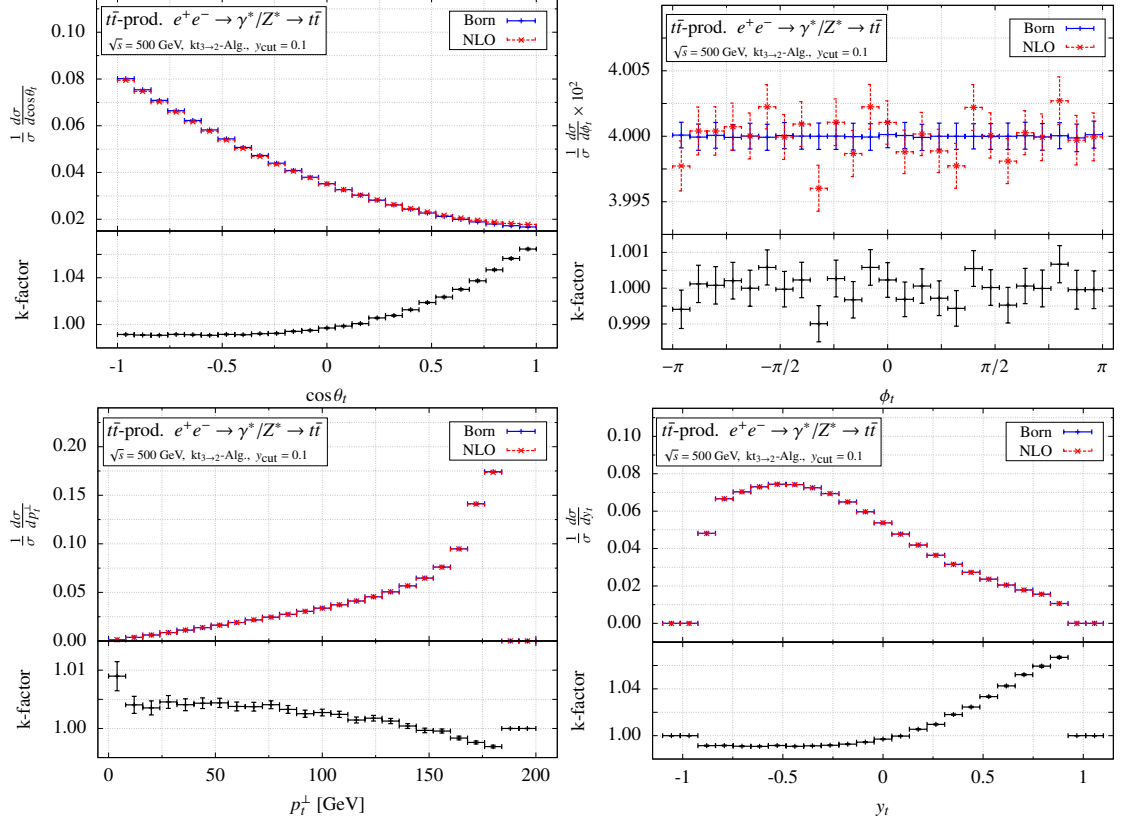 tt̄-prod. e⁺e⁻ → γ*/Z* → tt̄
√s = 500 GeV, kt3→2-Alg., ycut = 0.1
Born
NLO
1/σ dσ/dcosθt
0.10
0.08
0.06
0.04
0.02
k-factor
1.04
1.00
-1
-0.5
0
0.5
1
cosθt
tt̄-prod. e⁺e⁻ → γ*/Z* → tt̄
√s = 500 GeV, kt3→2-Alg., ycut = 0.1
Born
NLO
1/σ dσ/dϕt × 10²
4.005
4.000
3.995
k-factor
1.001
1.000
0.999
−π
−π/2
0
π/2
π
ϕt
tt̄-prod. e⁺e⁻ → γ*/Z* → tt̄
√s = 500 GeV, kt3→2-Alg., ycut = 0.1
Born
NLO
1/σ dσ/dpt⊥
0.20
0.15
0.10
0.05
0.00
k-factor
1.01
1.00
0
50
100
150
200
pt⊥ [GeV]
tt̄-prod. e⁺e⁻ → γ*/Z* → tt̄
√s = 500 GeV, kt3→2-Alg., ycut = 0.1
Born
NLO
1/σ dσ/dyt
0.10
0.08
0.06
0.04
0.02
0.00
k-factor
1.04
1.00
-1
-0.5
0
0.5
1
yt